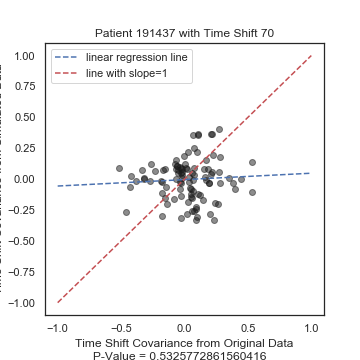 Patient 191437 with Time Shift 70
linear regression line
line with slope=1
1.00
0.75
0.50
0.25
0.00
−0.25
−0.50
−0.75
−1.00
−1.0
−0.5
0.0
0.5
1.0
Time Shift Covariance from Original Data
P-Value = 0.5325772861560416